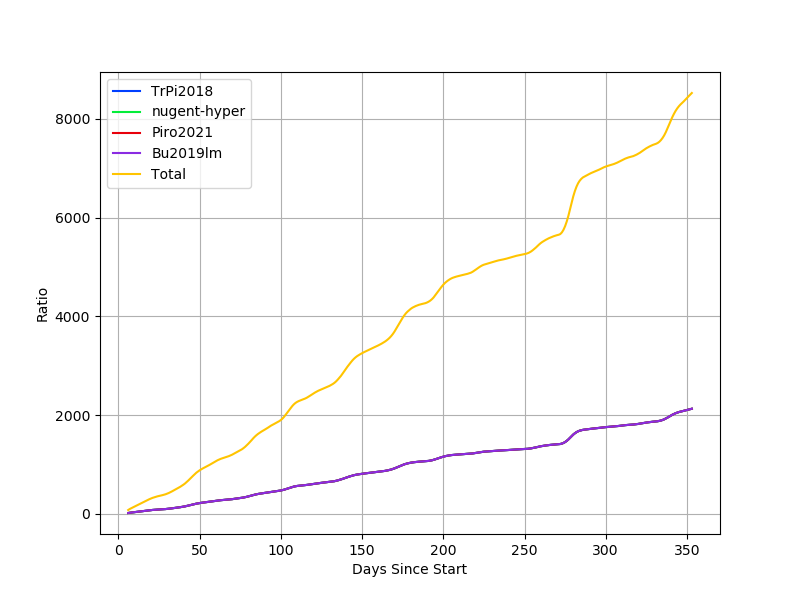 TrPi2018
nugent-hyper
Piro2021
Bu2019lm
Total
8000
6000
4000
2000
0
Ratio
0 50 100 150 200 250 300 350
Days Since Start